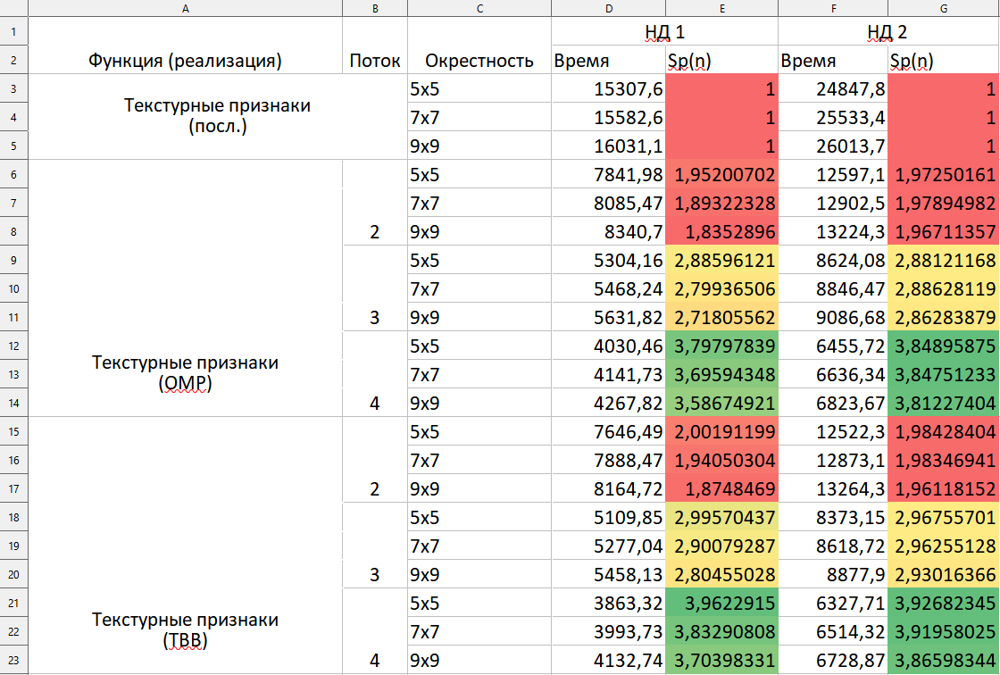 A B C D E F G
1 НД 1 НД 2
2 Функция (реализация) Поток Окрестность Время Sp(n) Время Sp(n)
3 5x5 15307,6 1 24847,8 1
Текстурные признаки
4 7x7 15582,6 1 25533,4 1
(посл.)
5 9x9 16031,1 1 26013,7 1
6 5x5 7841,98 1,95200702 12597,1 1,97250161
7 7x7 8085,47 1,89322328 12902,5 1,97894982
8 2 9x9 8340,7 1,8352896 13224,3 1,96711357
9 5x5 5304,16 2,88596121 8624,08 2,88121168
10 7x7 5468,24 2,79936506 8846,47 2,88628119
11 3 9x9 5631,82 2,71805562 9086,68 2,86283879
12 5x5 4030,46 3,79797839 6455,72 3,84895875
Текстурные признаки
13 7x7 4141,73 3,69594348 6636,34 3,84751233
(OMP)
14 4 9x9 4267,82 3,58674921 6823,67 3,81227404
15 5x5 7646,49 2,00191199 12522,3 1,98428404
16 7x7 7888,47 1,94050304 12873,1 1,98346941
17 2 9x9 8164,72 1,8748469 13264,3 1,96118152
18 5x5 5109,85 2,99570437 8373,15 2,96755701
19 7x7 5277,04 2,90079287 8618,72 2,96255128
20 3 9x9 5458,13 2,80455028 8877,9 2,93016366
21 5x5 3863,32 3,9622915 6327,71 3,92682345
Текстурные признаки
22 7x7 3993,73 3,83290808 6514,32 3,91958025
(TBB)
23 4 9x9 4132,74 3,70398331 6728,87 3,86598344